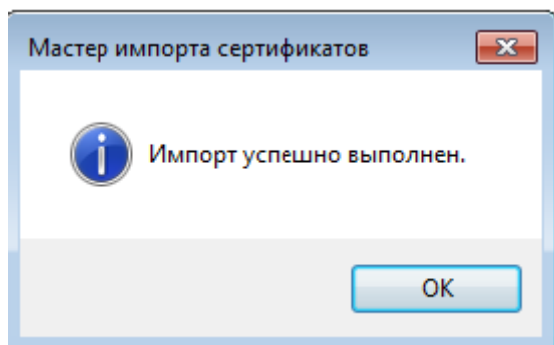 Мастер импорта сертификатов
Импорт успешно выполнен.
OK